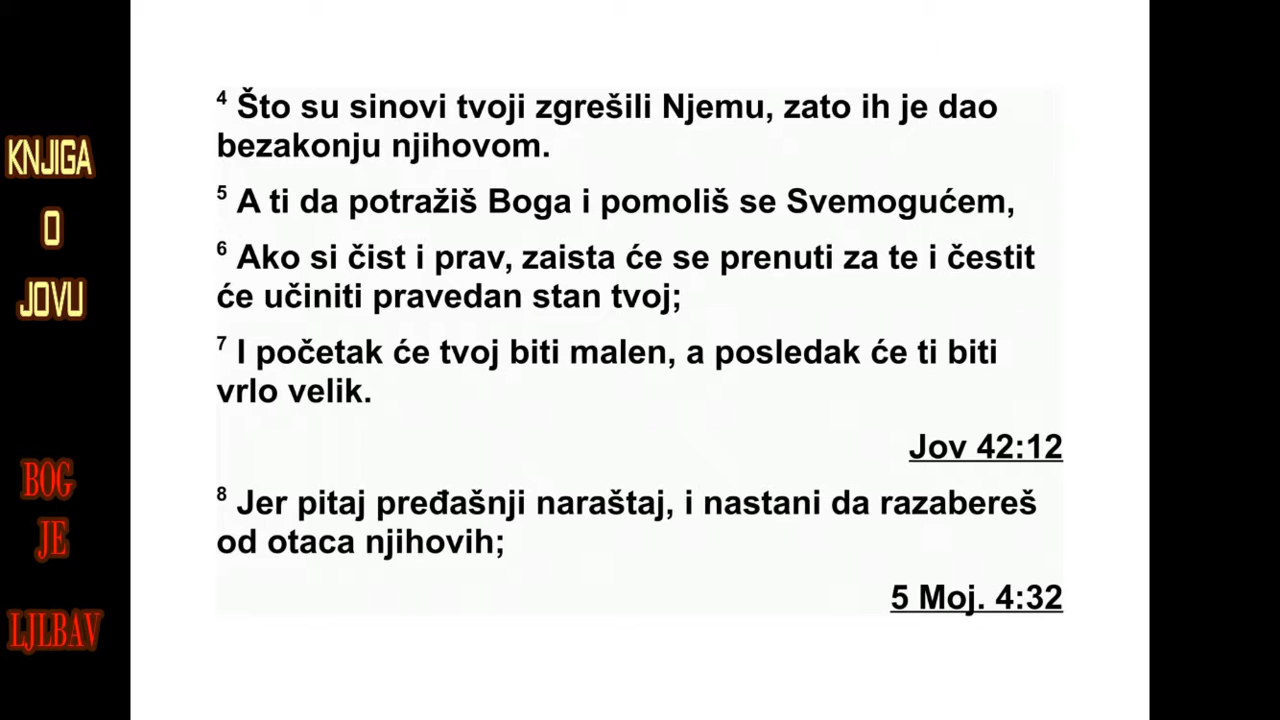 KNJIGA
O
JOVU
BOG
JE
LJLBAV
4 Što su sinovi tvoji zgrešili Njemu, zato ih je dao
bezakonju njihovom.
5 A ti da potražiš Boga i pomoliš se Svemogućem,
6 Ako si čist i prav, zaista će se prenuti za te i čestit
će učiniti pravedan stan tvoj;
7 I početak će tvoj biti malen, a posledak će ti biti
vrlo velik.
Jov 42:12
8 Jer pitaj pređašnji naraštaj, i nastani da razabereš
od otaca njihovih;
5 Moj. 4:32